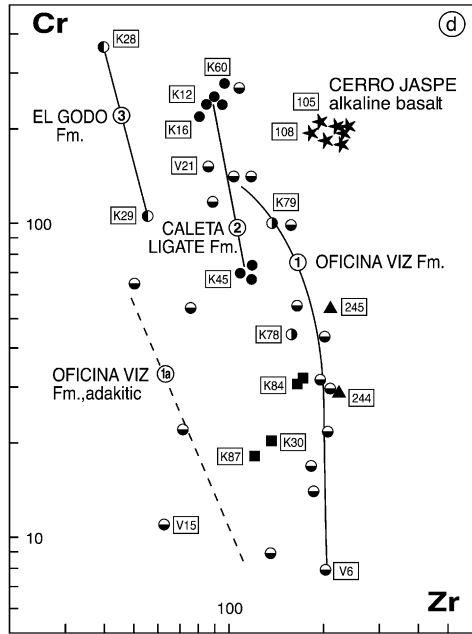 Cr
d
K28
K60
CERRO JASPE
alkaline basalt
K12
105
EL GODO
Fm.
3
K16
108
V21
K79
K29
100
CALETA
LIGATE Fm.
2
1
OFICINA VIZ Fm.
K45
245
K78
OFICINA VIZ
Fm.,adakitic
1a
K84
244
K87
K30
10
V15
V6
100
Zr